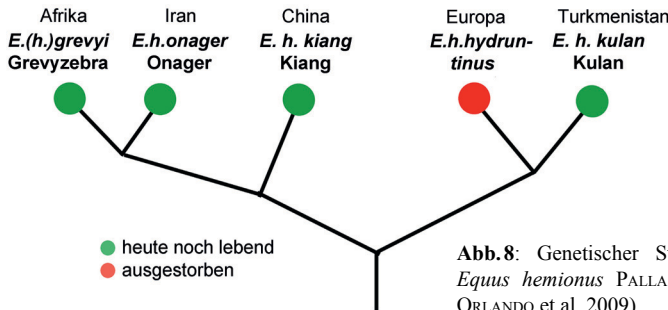 Afrika Iran China Europa Turkmenistan
E.(h.)grevyi E.h.onager E. h. kiang E.h.hydrun- E. h. kulan
Grevyzebra Onager Kiang tinus Kulan
heute noch lebend
ausgestorben
Abb. 8: Genetischer
Equus hemionus
ORLANDO et al. 2009)